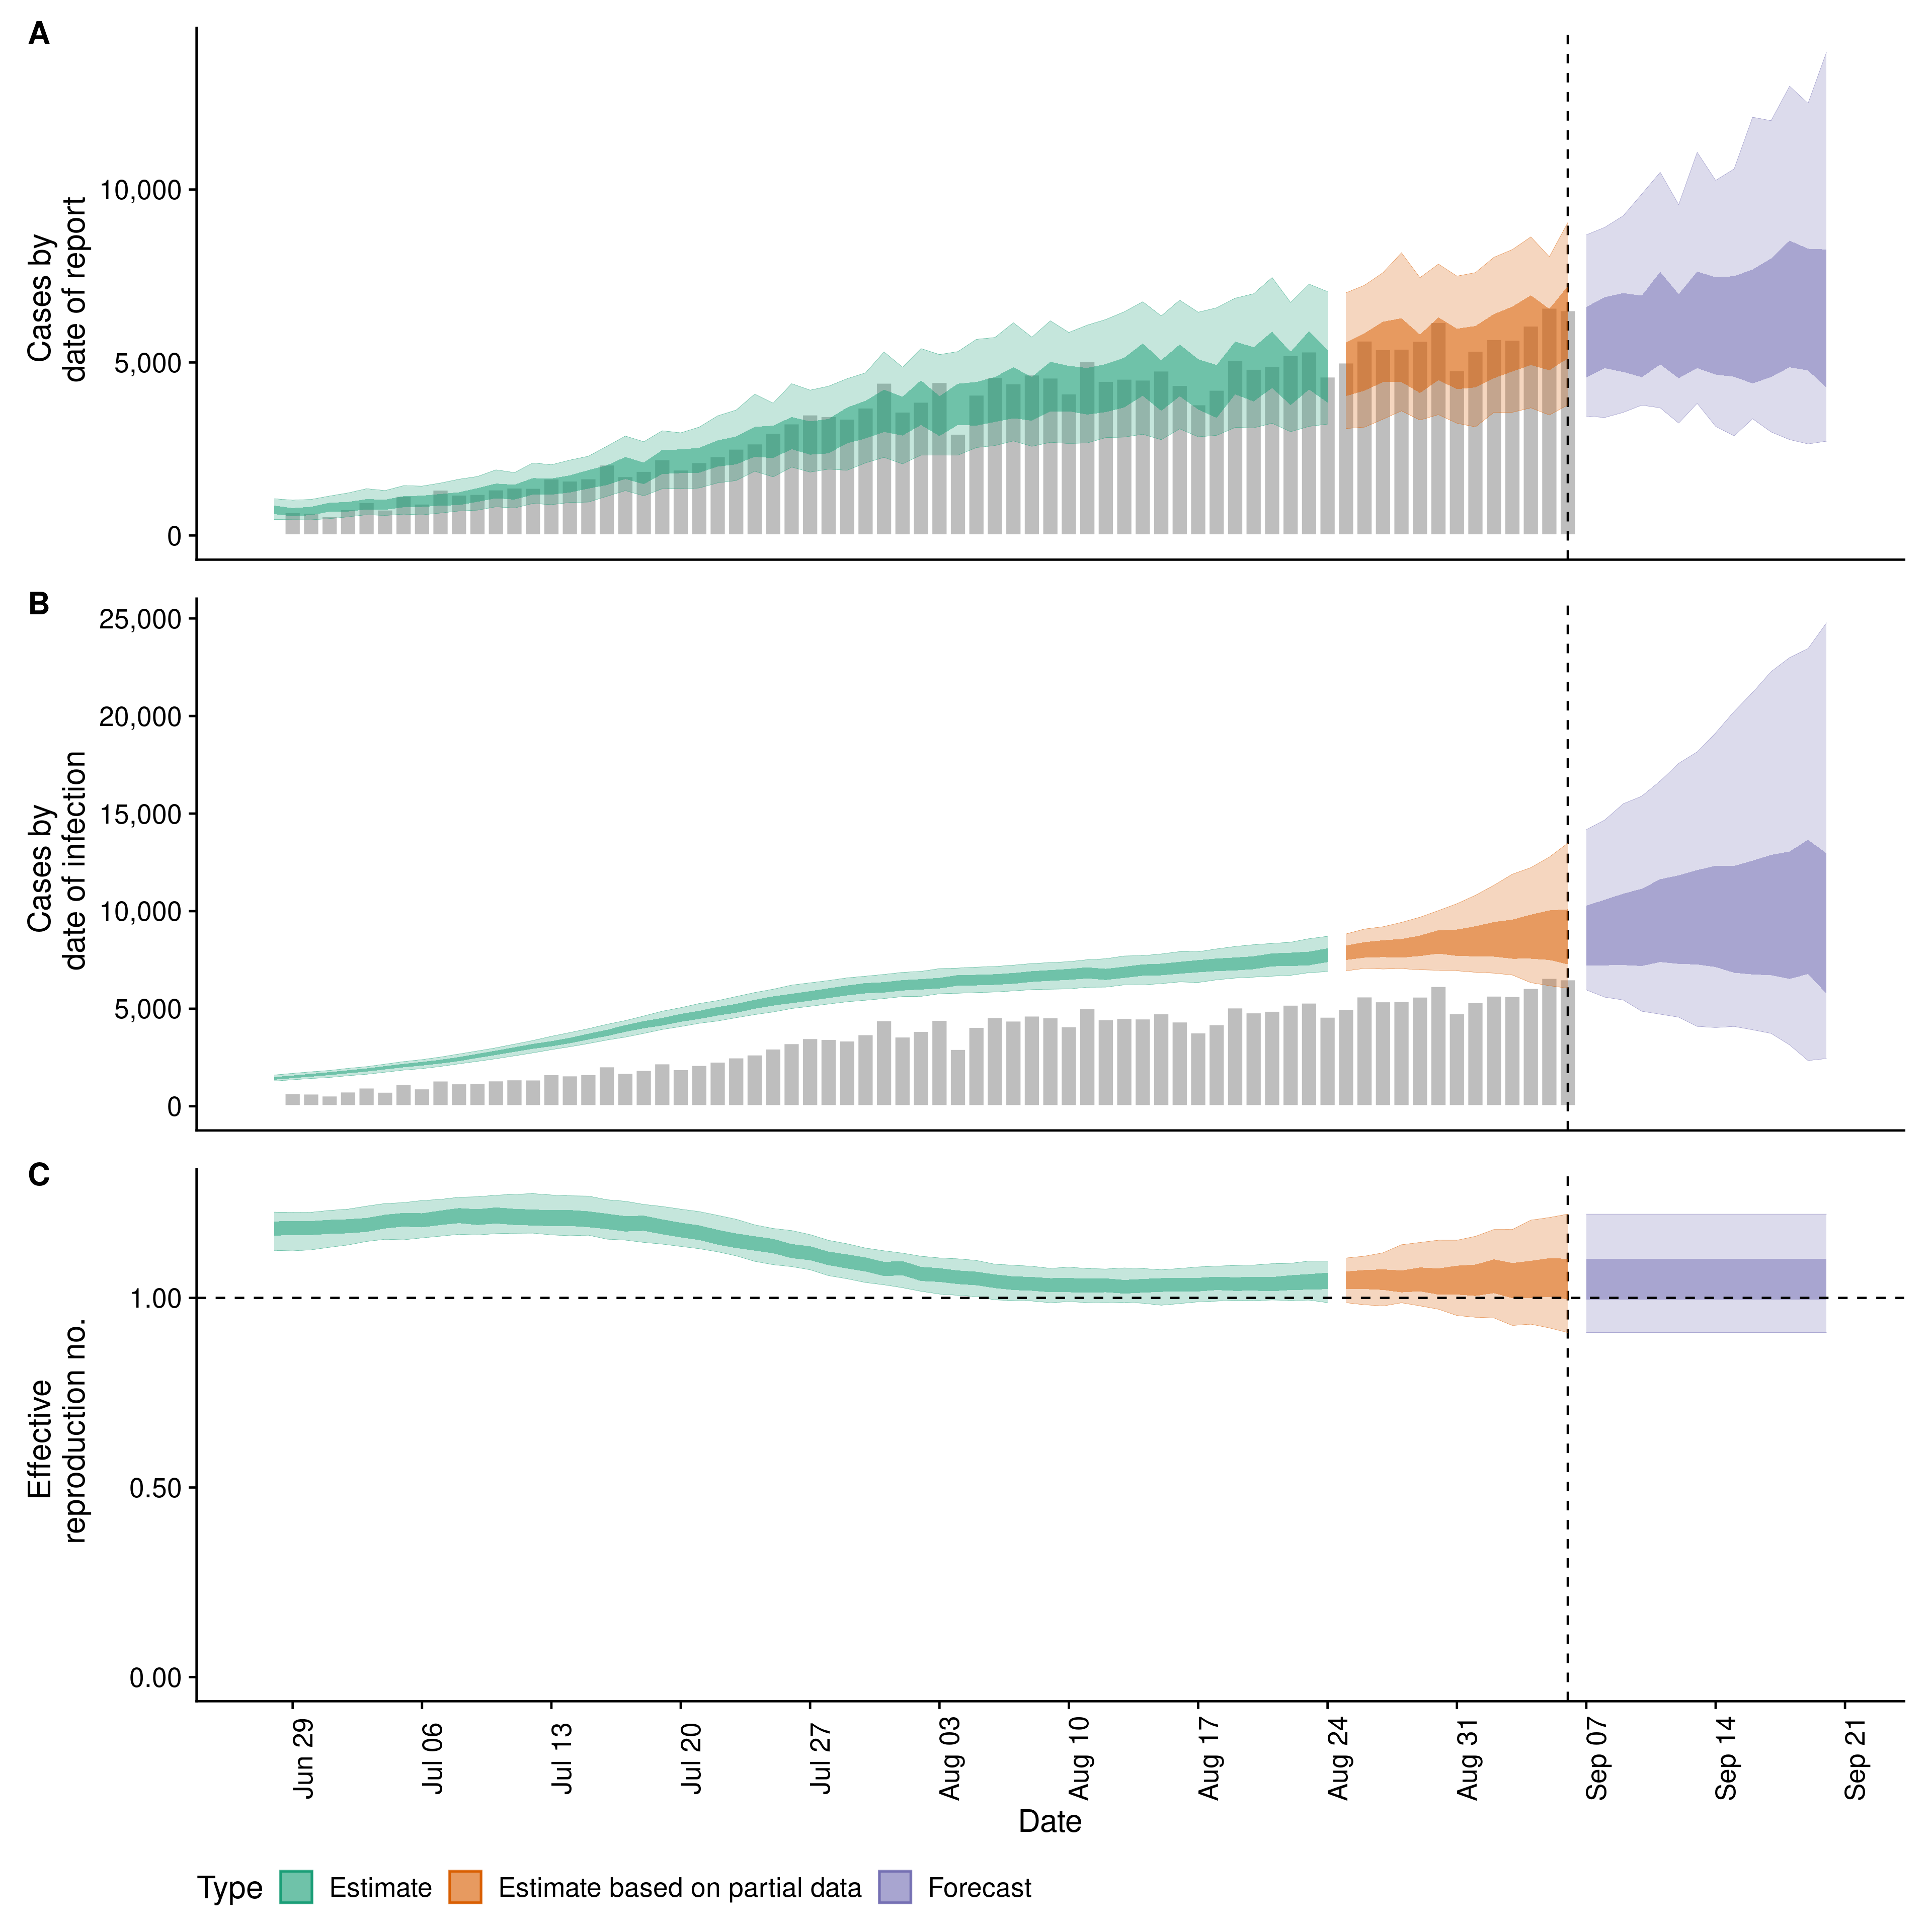 A
Cases by
date of report
10,000
5,000
0
B
Cases by
date of infection
25,000
20,000
15,000
10,000
5,000
0
C
Effective
reproduction no.
1.00
0.50
0.00
Jun 29
Jul 06
Jul 13
Jul 20
Jul 27
Aug 03
Aug 10
Aug 17
Aug 24
Aug 31
Sep 07
Sep 14
Sep 21
Date
Type Estimate Estimate based on partial data Forecast